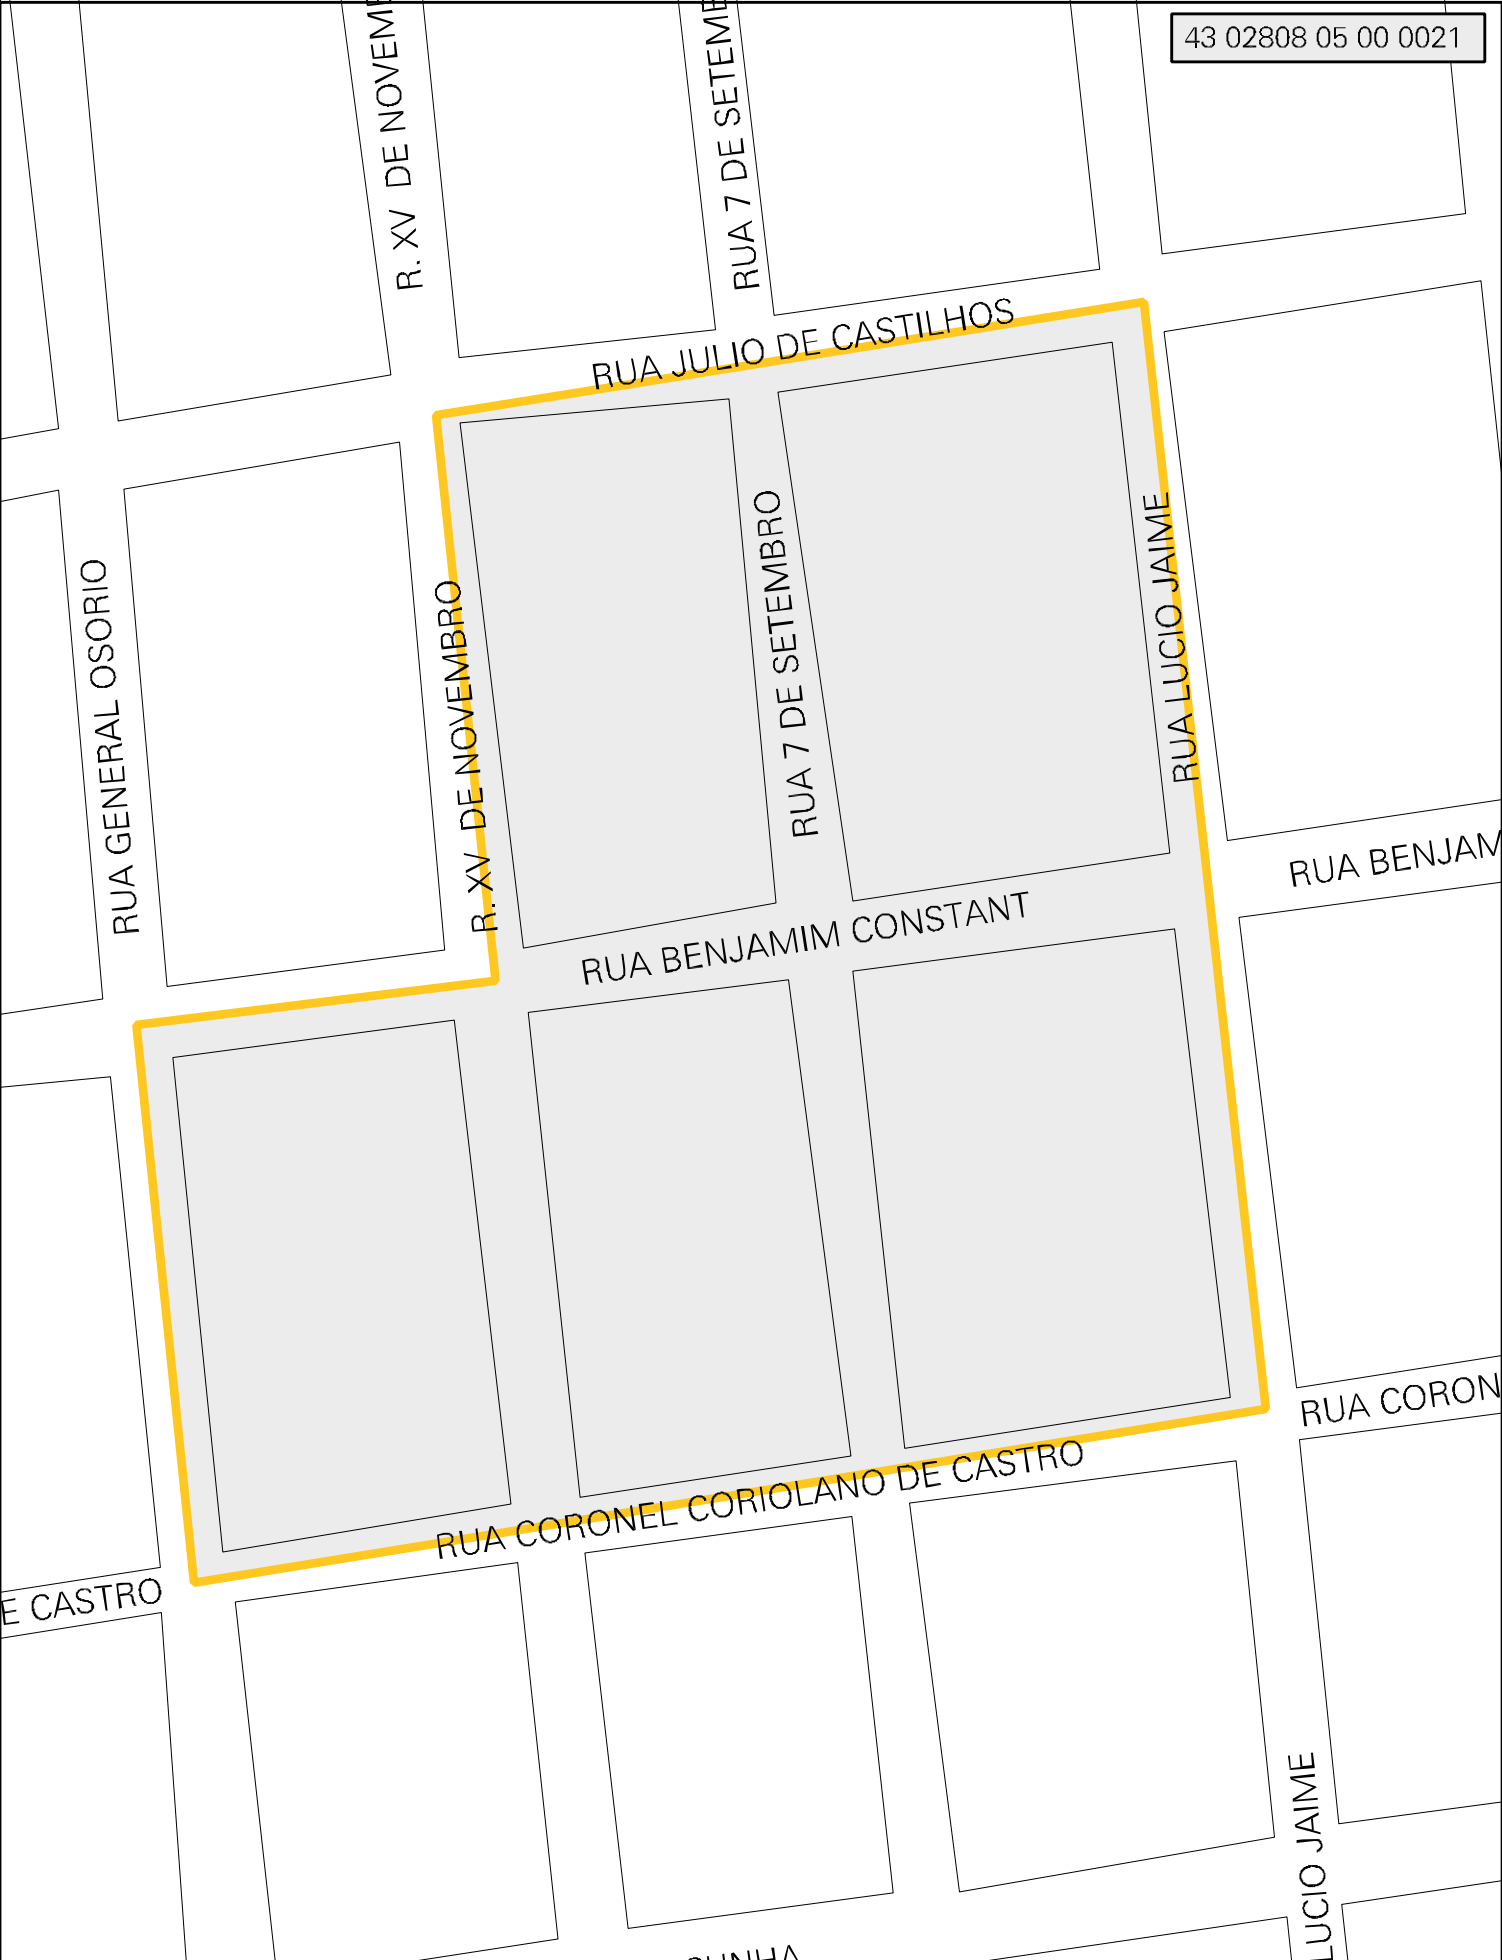 43 02808 05 00 0021
R. XV DE NOVEME
RUA 7 DE SETEME
RUA JULIO DE CASTILHOS
RUA GENERAL OSORIO
R. XV DE NOVEMBRO
RUA 7 DE SETEMBRO
RUA LUCIO JAIME
RUA BENJAM
RUA BENJAMIM CONSTANT
RUA CORON
RUA CORONEL CORIOLANO DE CASTRO
E CASTRO
LUCIO JAIME